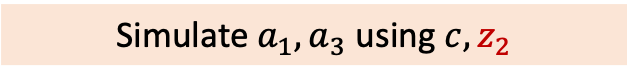 Simulate 𝑎₁, 𝑎₃ using 𝑐, 𝑧₂